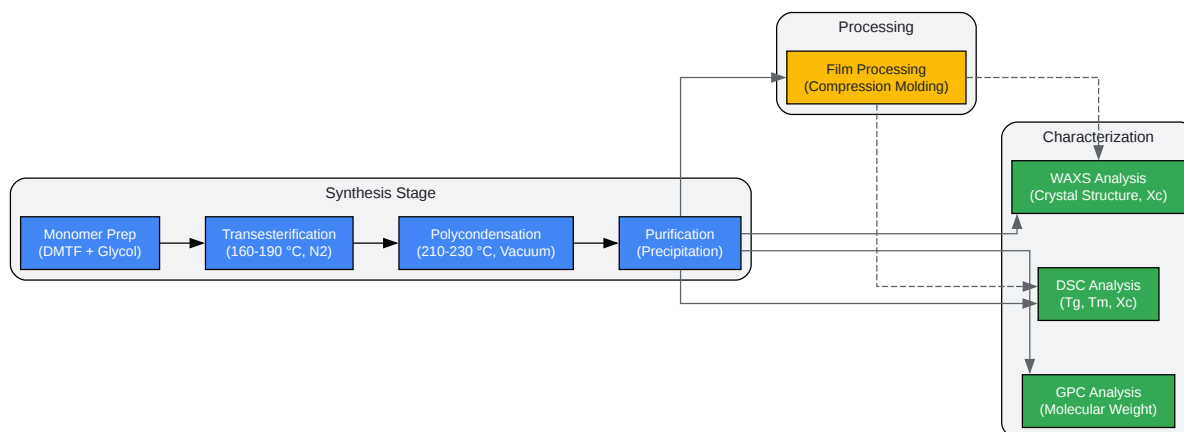 Processing
Film Processing
(Compression Molding)
Characterization
WAXS Analysis
(Crystal Structure, Xc)
Synthesis Stage
Monomer Prep
(DMTF + Glycol)
Transesterification
(160-190 °C, N2)
Polycondensation
(210-230 °C, Vacuum)
Purification
(Precipitation)
DSC Analysis
(Tg, Tm, Xc)
GPC Analysis
(Molecular Weight)